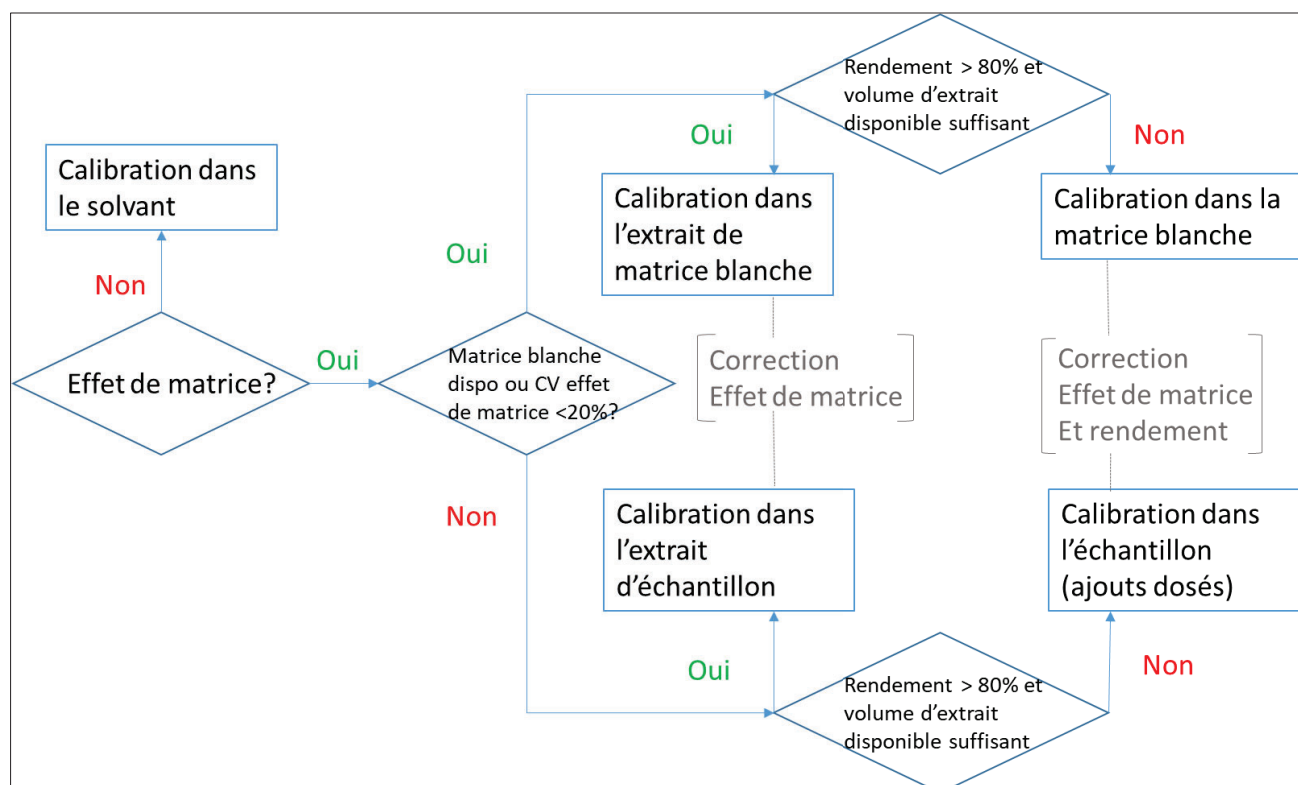 Rendement > 80% et
volume d'extrait
disponible suffisant
Oui
Non
Calibration dans
le solvant
Calibration dans
l'extrait de
matrice blanche
Calibration dans la
matrice blanche
Oui
Non
Effet de matrice?
Oui
Matrice blanche
dispo ou CV effet
de matrice <20%?
Correction
Effet de matrice
Correction
Effet de matrice
Et rendement
Non
Calibration dans
l'extrait
d'échantillon
Calibration dans
l'échantillon
(ajouts dosés)
Oui
Non
Rendement > 80% et
volume d'extrait
disponible suffisant